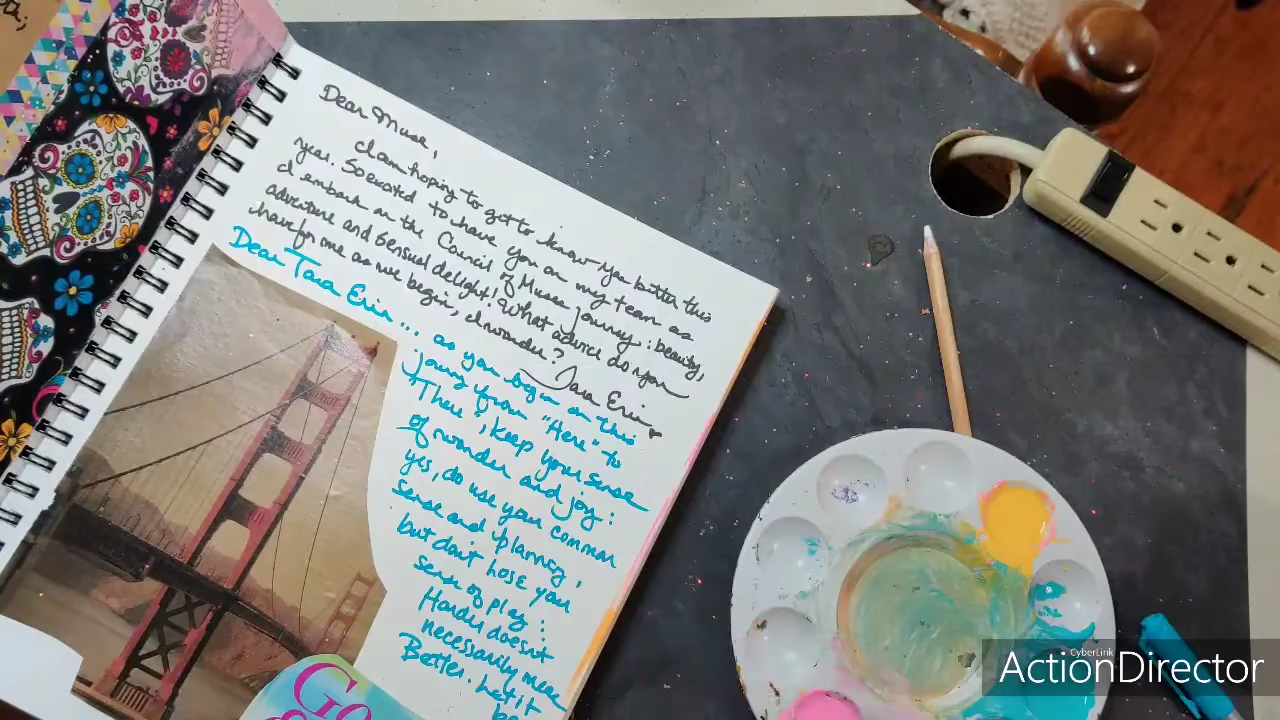 Dear Muse,
I am hoping to get to know you better this
year. So excited to have you on my team as
I embark on the Council of Muses journey: beauty,
adventure and sensual delight! What advice do you
have for me as we begin, I wonder?
Tara Erin
Dear Tara Erin... as you begin on this
journey from "Here" to
"There", keep your sense
of wonder and joy:
yes, do use your common
sense and planning,
but don't lose your
sense of play:
Harder doesn't
necessarily mean
Better. Let it
be
Go
CyberLink
ActionDirector